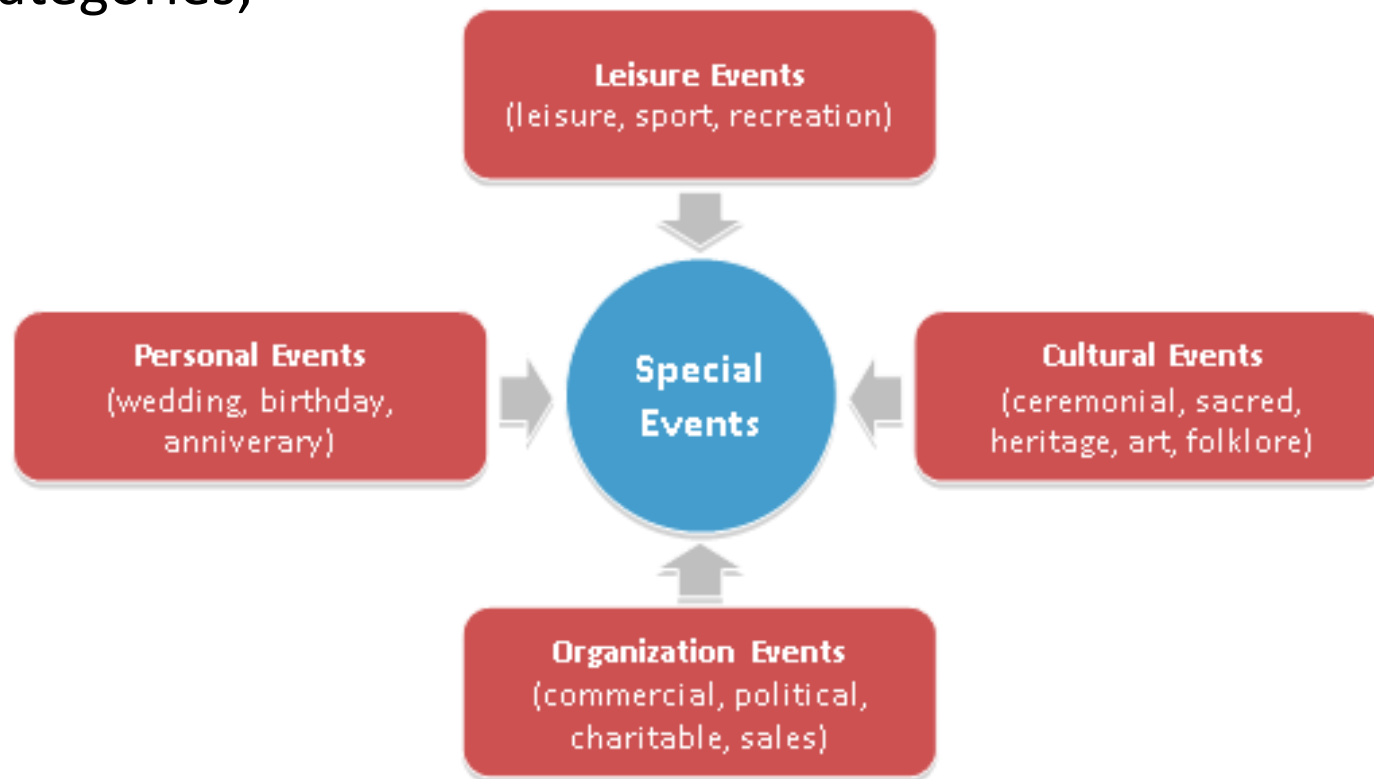 Leisure Events
(leisure, sport, recreation)
Personal Events
(wedding, birthday,
anniverary)
Special
Events
Cultural Events
(ceremonial, sacred,
heritage, art, folklore)
Organization Events
(commercial, political,
charitable, sales)